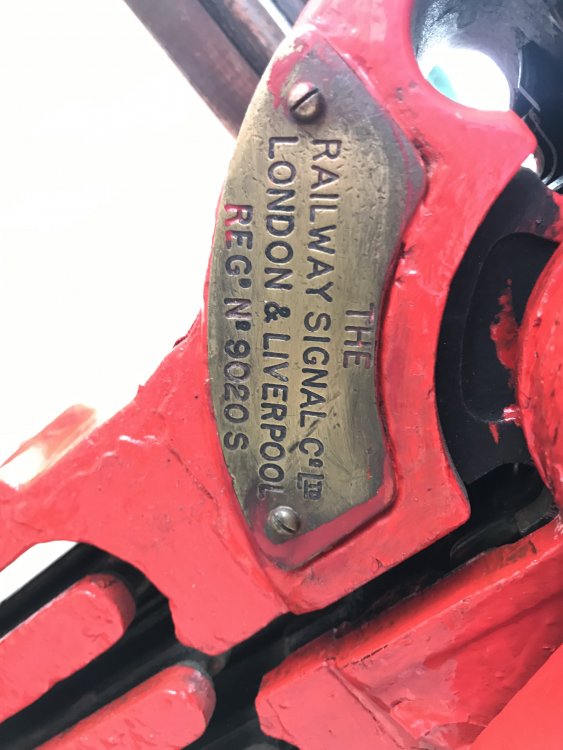 THE
RAILWAY SIGNAL Cº LTD
LONDON & LIVERPOOL
REGᴰ Nº 9020 S